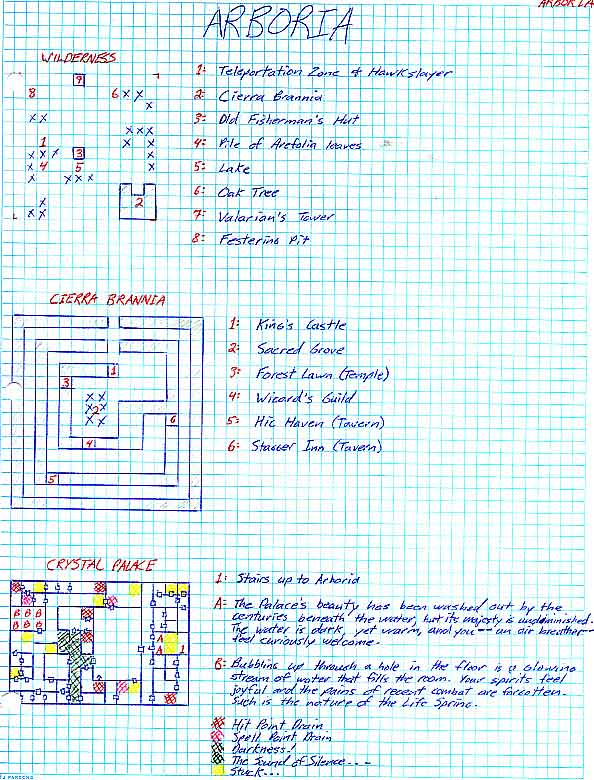 ARBORIA
ARBORIA
WILDERNESS
1: Teleportation Zone & Hawkslayer
2: Cierra Brannia
3: Old Fisherman's Hut
4: Pile of Arefolia leaves
5: Lake
6: Oak Tree
7: Valarian's Tower
8: Festering Pit
8
6 x x
x
x x
x x x
x x
1
x x x
3
x
4
5
x x
x
x x x
x
x x
2
CIERRA BRANNIA
1: King's Castle
2: Sacred Grove
3: Forest Lawn (Temple)
4: Wizard's Guild
5: Hic Haven (Tavern)
6: Stagger Inn (Tavern)
1
3
x x
x 2 x
x x
6
4
5
CRYSTAL PALACE
1: Stairs up to Arboria
A: The Palace's beauty has been washed out by the
centuries beneath the water, but its majesty is undiminished.
The water is dark, yet warm, and you -- an air breather --
feel curiously welcome.
B: Bubbling up through a hole in the floor is a glowing
stream of water that fills the room. Your spirits feel
joyful and the pains of recent combat are forgotten.
Such is the nature of the Life Spring.
Hit Point Drain
Spell Point Drain
Darkness!
The Sound of Silence....
Stuck...
B B B
B B B
A
A 1
J PARSONS